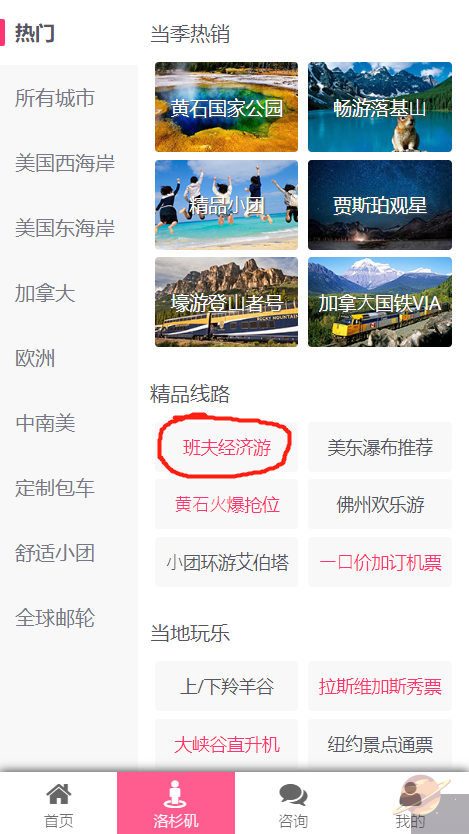 热门
所有城市
美国西海岸
美国东海岸
加拿大
欧洲
中南美
定制包车
舒适小团
全球邮轮
当季热销
黄石国家公园
畅游落基山
精品小团
贾斯珀观星
壕游登山者号
ROCKY MOUNTAIN
加拿大国铁VIA
精品线路
班夫经济游
美东瀑布推荐
黄石火爆抢位
佛州欢乐游
小团环游艾伯塔
一口价加订机票
当地玩乐
上/下羚羊谷
拉斯维加斯秀票
大峡谷直升机
纽约景点通票
首页
洛杉矶
咨询
我的